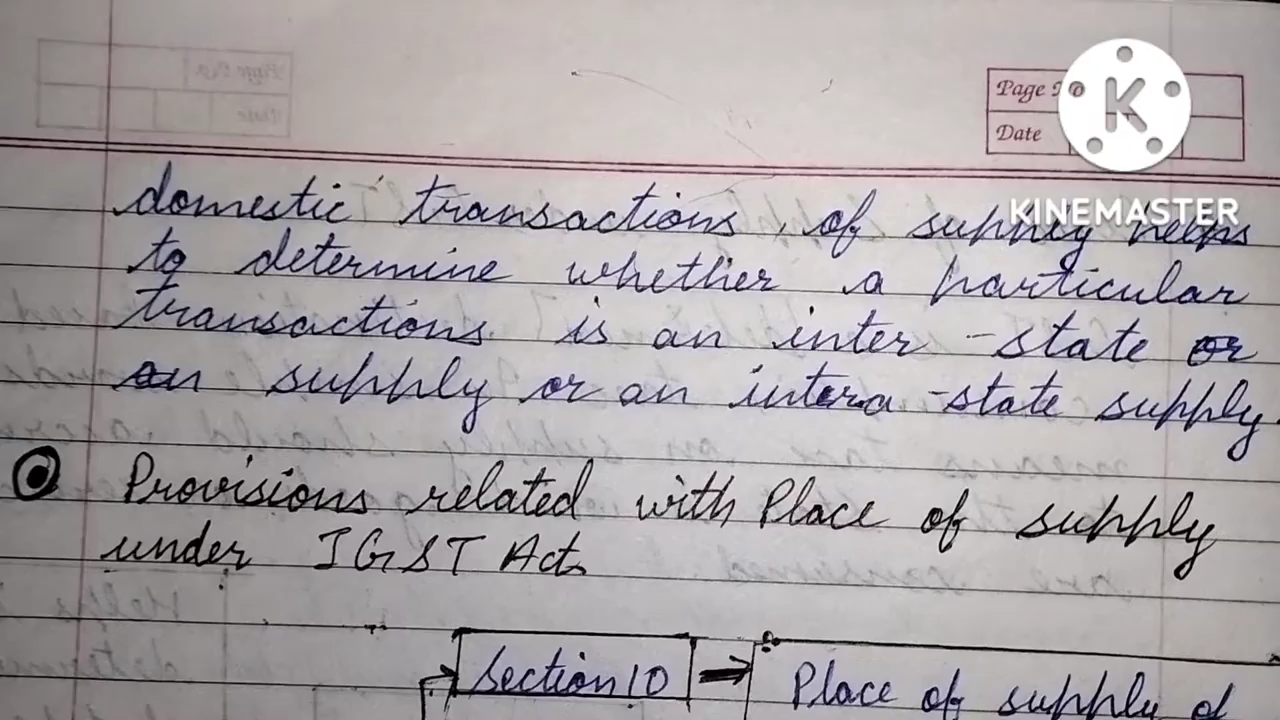 Page No
Date
KINEMASTER
domestic transactions, of supply helps
to determine whether a particular
transactions is an inter-state or
an supply or an intera-state supply.
Provisions related with Place of supply
under IGST Act.
Section 10
Place of supply of